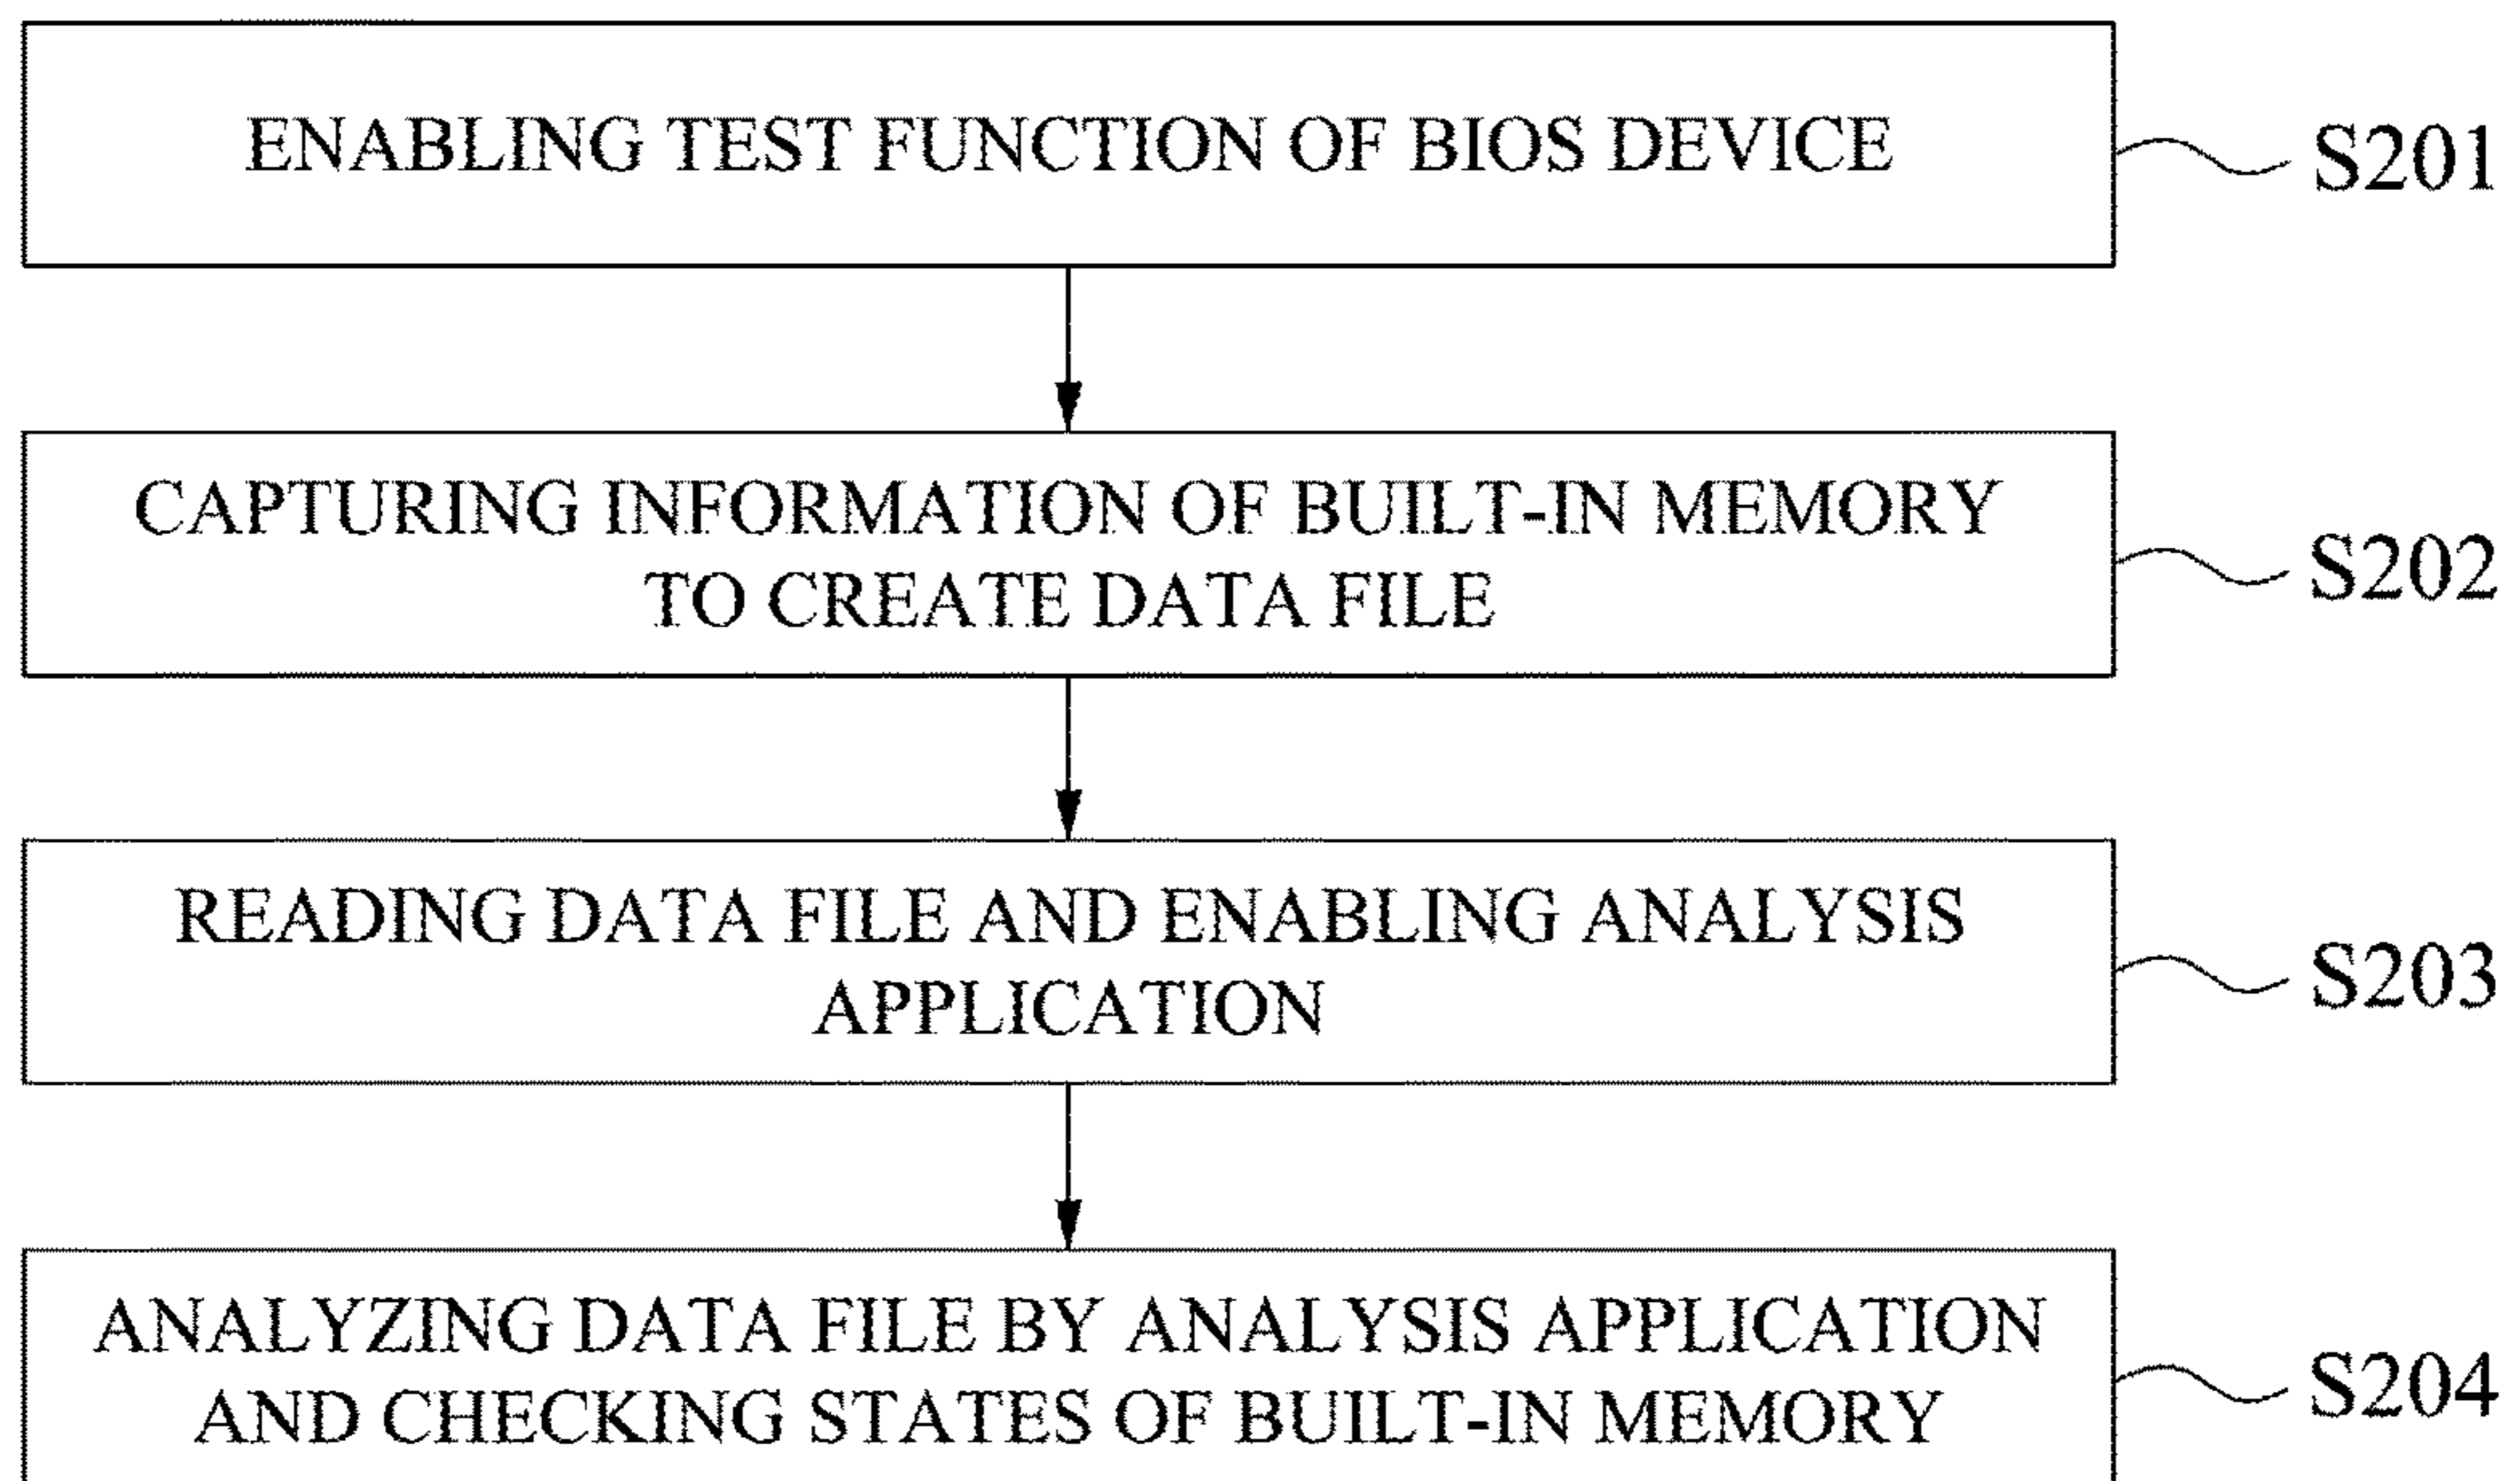 ENABLING TEST FUNCTION OF BIOS DEVICE
S201
CAPTURING INFORMATION OF BUILT-IN MEMORY
TO CREATE DATA FILE
S202
READING DATA FILE AND ENABLING ANALYSIS
APPLICATION
S203
ANALYZING DATA FILE BY ANALYSIS APPLICATION
AND CHECKING STATES OF BUILT-IN MEMORY
S204